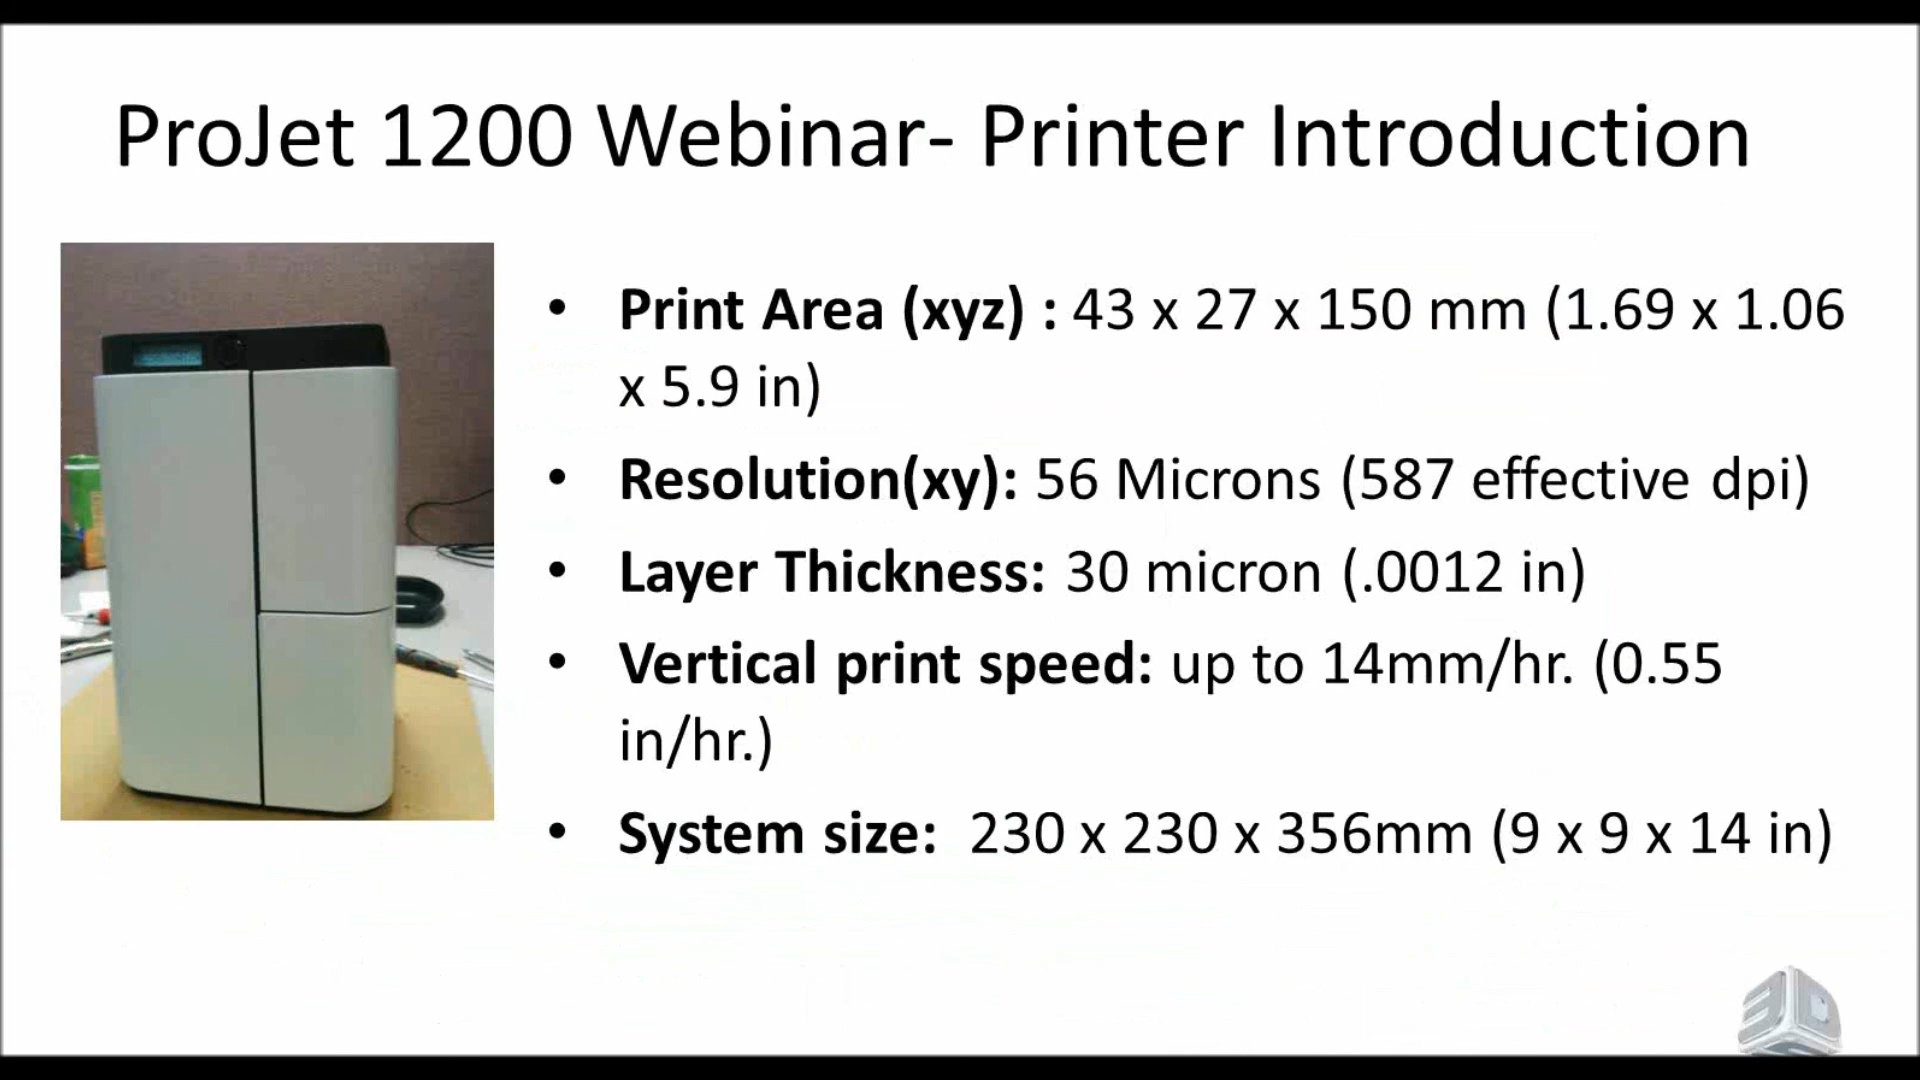 ProJet 1200 Webinar- Printer Introduction
• Print Area (xyz) : 43 x 27 x 150 mm (1.69 x 1.06
x 5.9 in)
• Resolution(xy): 56 Microns (587 effective dpi)
• Layer Thickness: 30 micron (.0012 in)
• Vertical print speed: up to 14mm/hr. (0.55
in/hr.)
• System size: 230 x 230 x 356mm (9 x 9 x 14 in)
3D